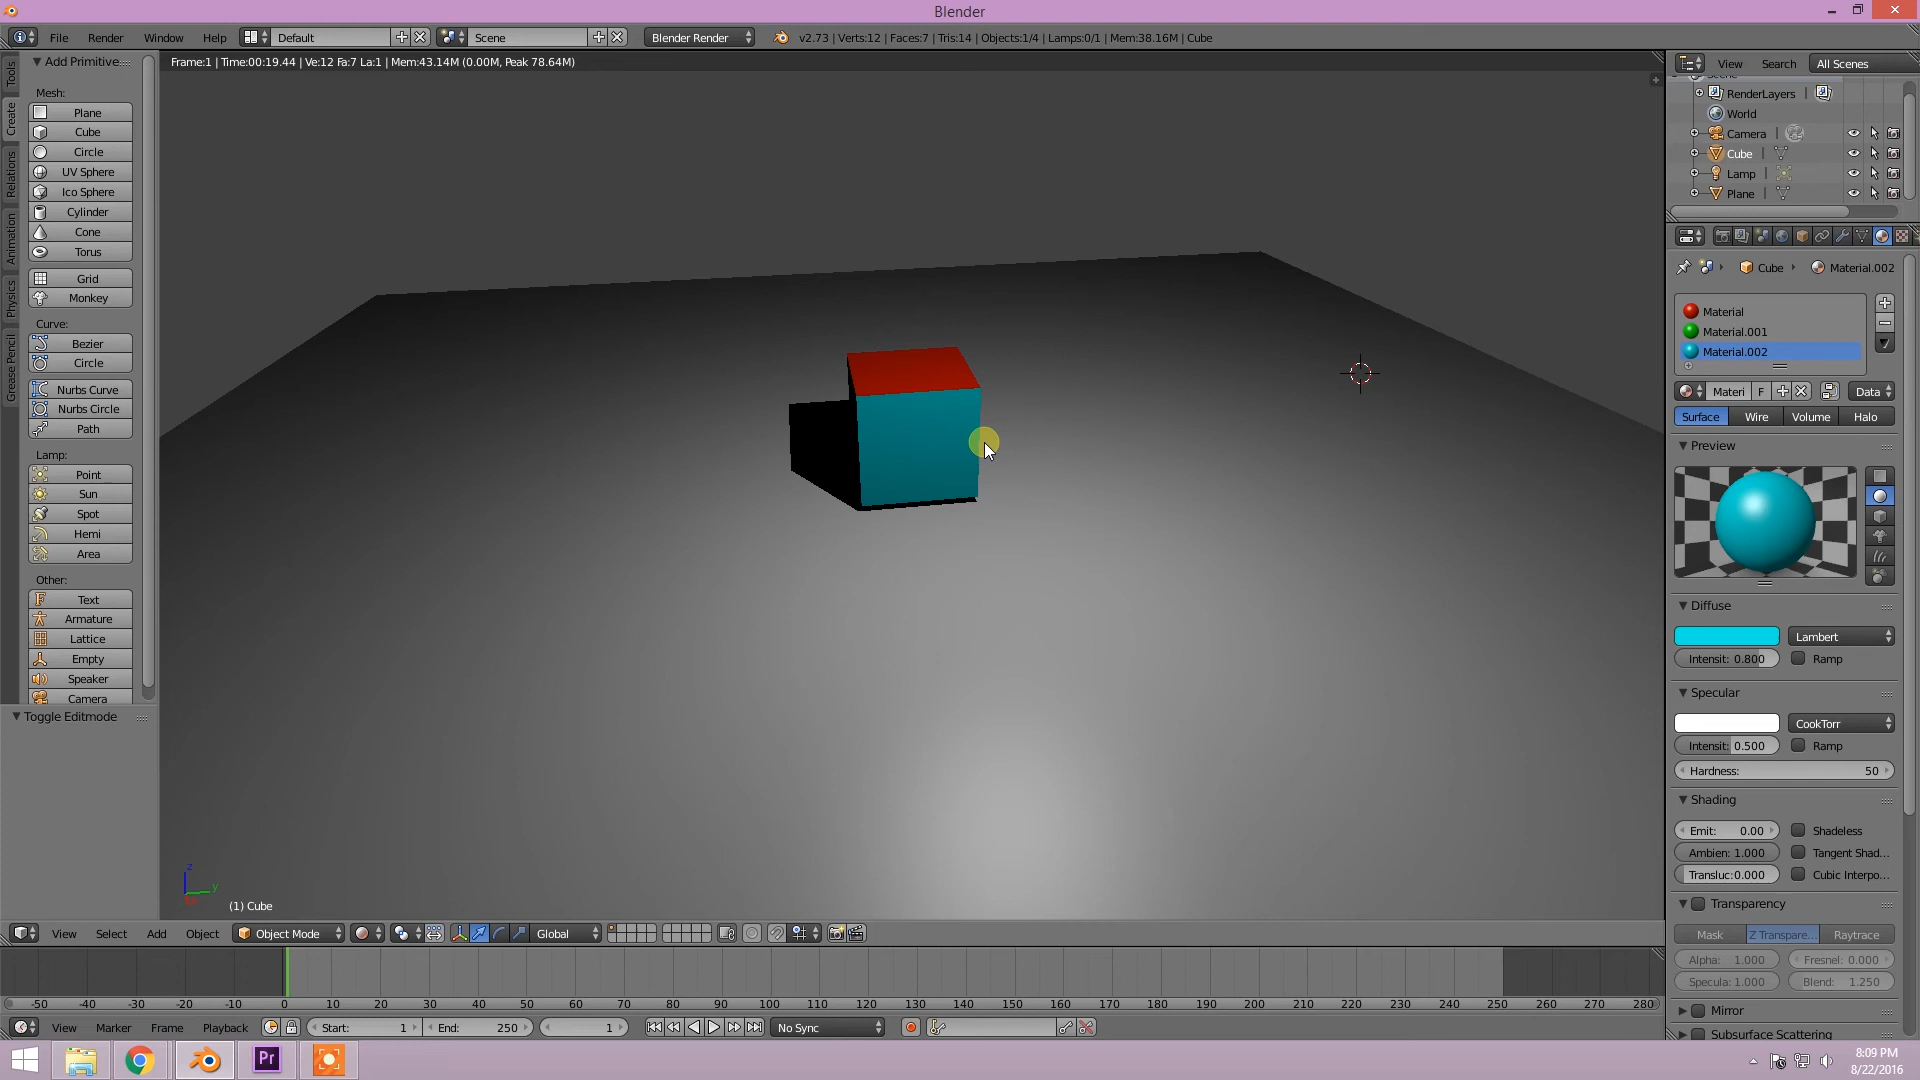 Blender
File Render Window Help Default Scene Blender Render v2.73 | Verts:12 | Faces:7 | Tris:14 | Objects:1/4 | Lamps:0/1 | Mem:38.16M | Cube
Frame:1 | Time:00:19.44 | Ve:12 Fa:7 La:1 | Mem:43.14M (0.00M, Peak 78.64M)
Tools
Create
Relations
Animation
Physics
Grease Pencil
Add Primitive
Mesh:
Plane
Cube
Circle
UV Sphere
Ico Sphere
Cylinder
Cone
Torus
Grid
Monkey
Curve:
Bezier
Circle
Nurbs Curve
Nurbs Circle
Path
Lamp:
Point
Sun
Spot
Hemi
Area
Other:
Text
Armature
Lattice
Empty
Speaker
Camera
Toggle Editmode
z
y
(1) Cube
View Search All Scenes
RenderLayers |
World
Camera |
Cube |
Lamp |
Plane |
Cube Material.002
Material
Material.001
Material.002
Materi F Data
Surface Wire Volume Halo
Preview
Diffuse
Lambert
Intensit: 0.800 Ramp
Specular
CookTorr
Intensit: 0.500 Ramp
Hardness: 50
Shading
Emit: 0.00 Shadeless
Ambien: 1.000 Tangent Shad...
Transluc:0.000 Cubic Interpo...
Transparency
Mask Z Transpare... Raytrace
Alpha: 1.000 Fresnel: 0.000
Specula: 1.000 Blend: 1.250
Mirror
Subsurface Scattering
View Select Add Object Object Mode Global
-50 -40 -30 -20 -10 0 10 20 30 40 50 60 70 80 90 100 110 120 130 140 150 160 170 180 190 200 210 220 230 240 250 260 270 280
View Marker Frame Playback Start: 1 End: 250 1 No Sync
Pr
8:09 PM
8/22/2016